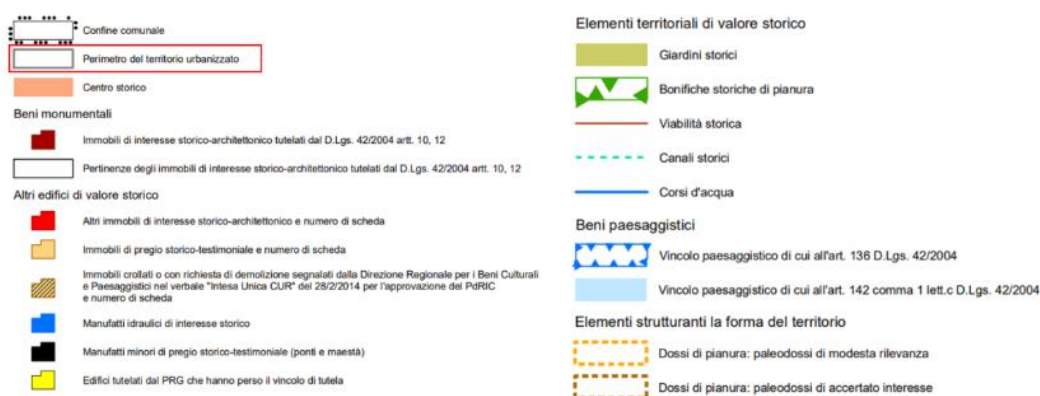 Confine comunale
Perimetro del territorio urbanizzato
Centro storico
Beni monumentali
Immobili di interesse storico-architettonico tutelati dal D.Lgs. 42/2004 artt. 10, 12
Pertinenze degli immobili di interesse storico-architettonico tutelati dal D.Lgs. 42/2004 artt. 10, 12
Altri edifici di valore storico
Altri immobili di interesse storico-architettonico e numero di scheda
Immobili di pregio storico-testimoniale e numero di scheda
Immobili crollati o con richiesta di demolizione segnalati dalla Direzione Regionale per i Beni Culturali
e Paesaggistici nel verbale "Intesa Unica CUR" del 28/2/2014 per l'approvazione del PdRIC
e numero di scheda
Manufatti idraulici di interesse storico
Manufatti minori di pregio storico-testimoniale (ponti e maestà)
Edifici tutelati dal PRG che hanno perso il vincolo di tutela
Elementi territoriali di valore storico
Giardini storici
Bonifiche storiche di pianura
Viabilità storica
Canali storici
Corsi d'acqua
Beni paesaggistici
Vincolo paesaggistico di cui all'art. 136 D.Lgs. 42/2004
Vincolo paesaggistico di cui all'art. 142 comma 1 lett.c D.Lgs. 42/2004
Elementi strutturanti la forma del territorio
Dossi di pianura: paleodossi di modesta rilevanza
Dossi di pianura: paleodossi di accertato interesse